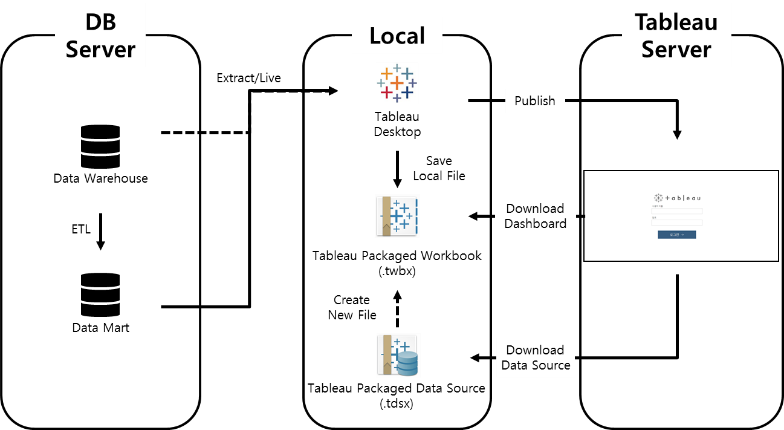 DB
Server
Local
Tableau
Server
Extract/Live
Tableau
Desktop
Publish
Data Warehouse
Save
Local File
tableau
ETL
Download
Dashboard
Tableau Packaged Workbook
(.twbx)
Data Mart
Create
New File
Download
Data Source
Tableau Packaged Data Source
(.tdsx)